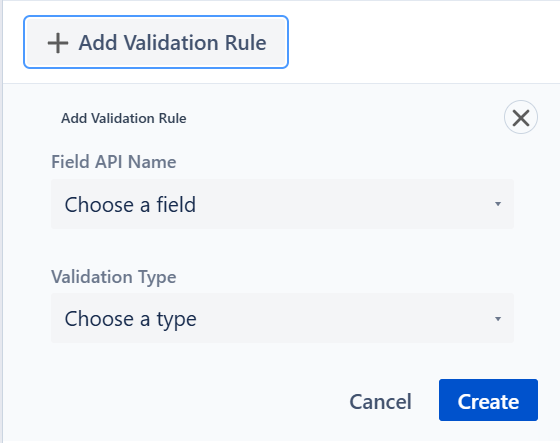 Add Validation Rule
Add Validation Rule
Field API Name
Choose a field
Validation Type
Choose a type
Cancel Create